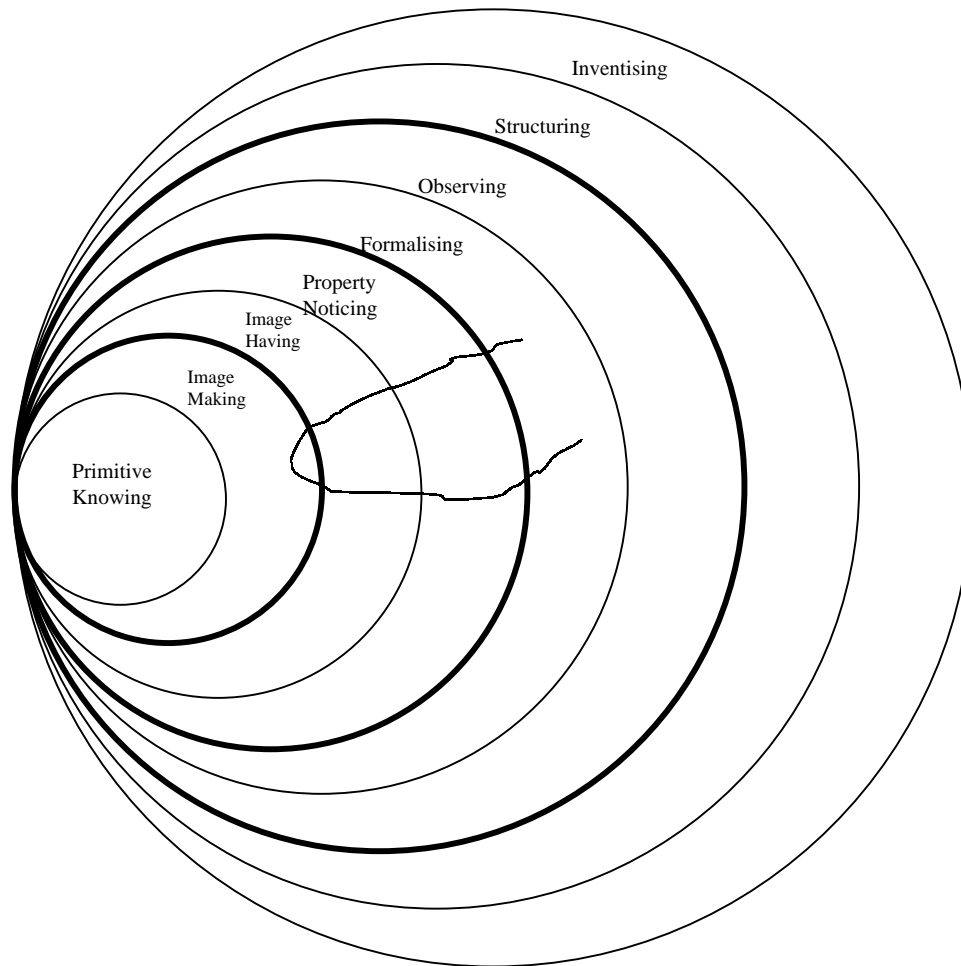 Inventising
Structuring
Observing
Formalising
Property
Noticing
Image
Having
Image
Making
Primitive
Knowing